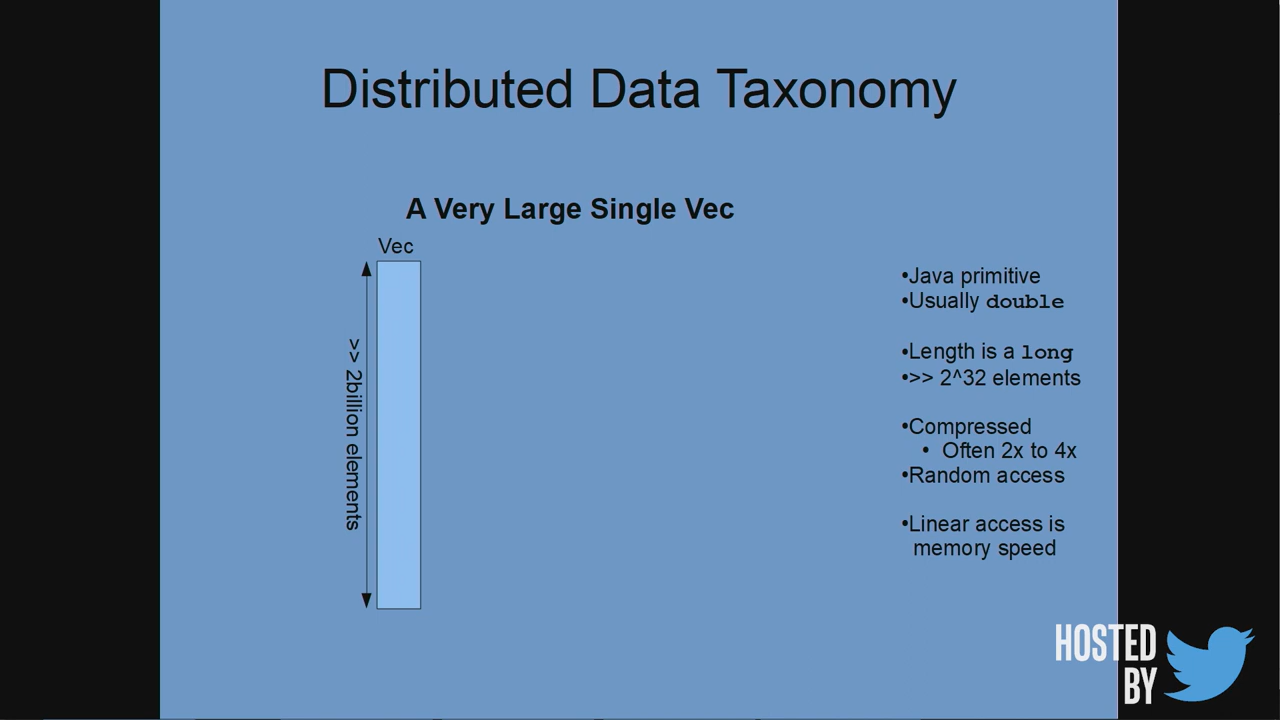 Distributed Data Taxonomy
A Very Large Single Vec
Vec
>> 2billion elements
•Java primitive
•Usually double
•Length is a long
•>> 2^32 elements
•Compressed
• Often 2x to 4x
•Random access
•Linear access is
memory speed
HOSTED
BY